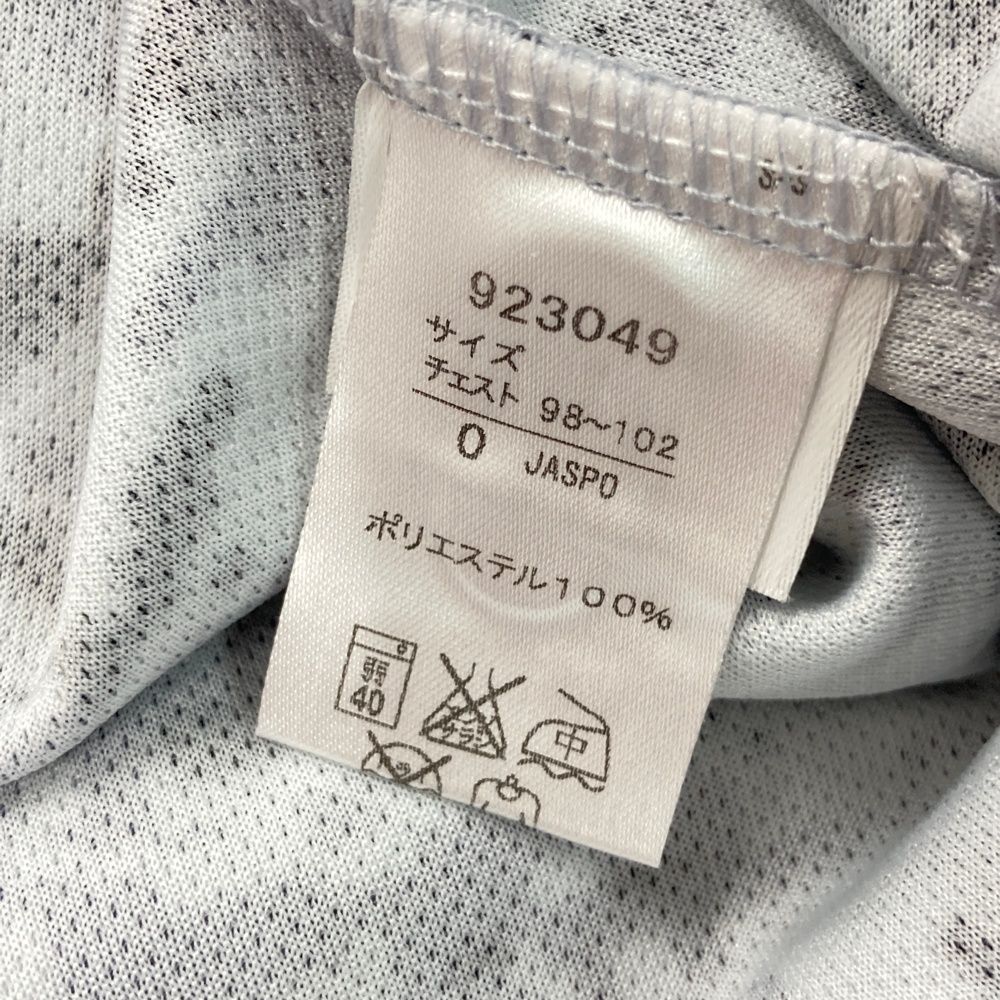 923049
サイズ
チェスト 98～102
O JASPO
ポリエステル100%
弱
40
中